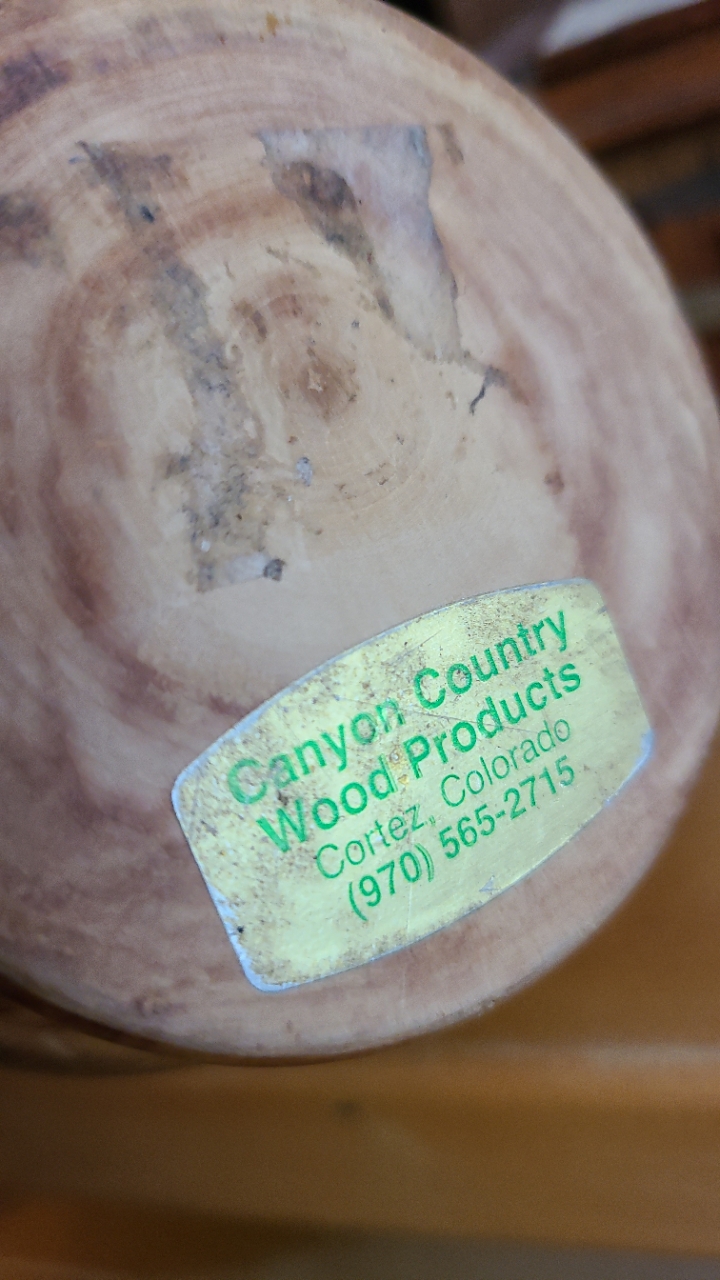 Canyon Country
Wood Products
Cortez, Colorado
(970) 565-2715